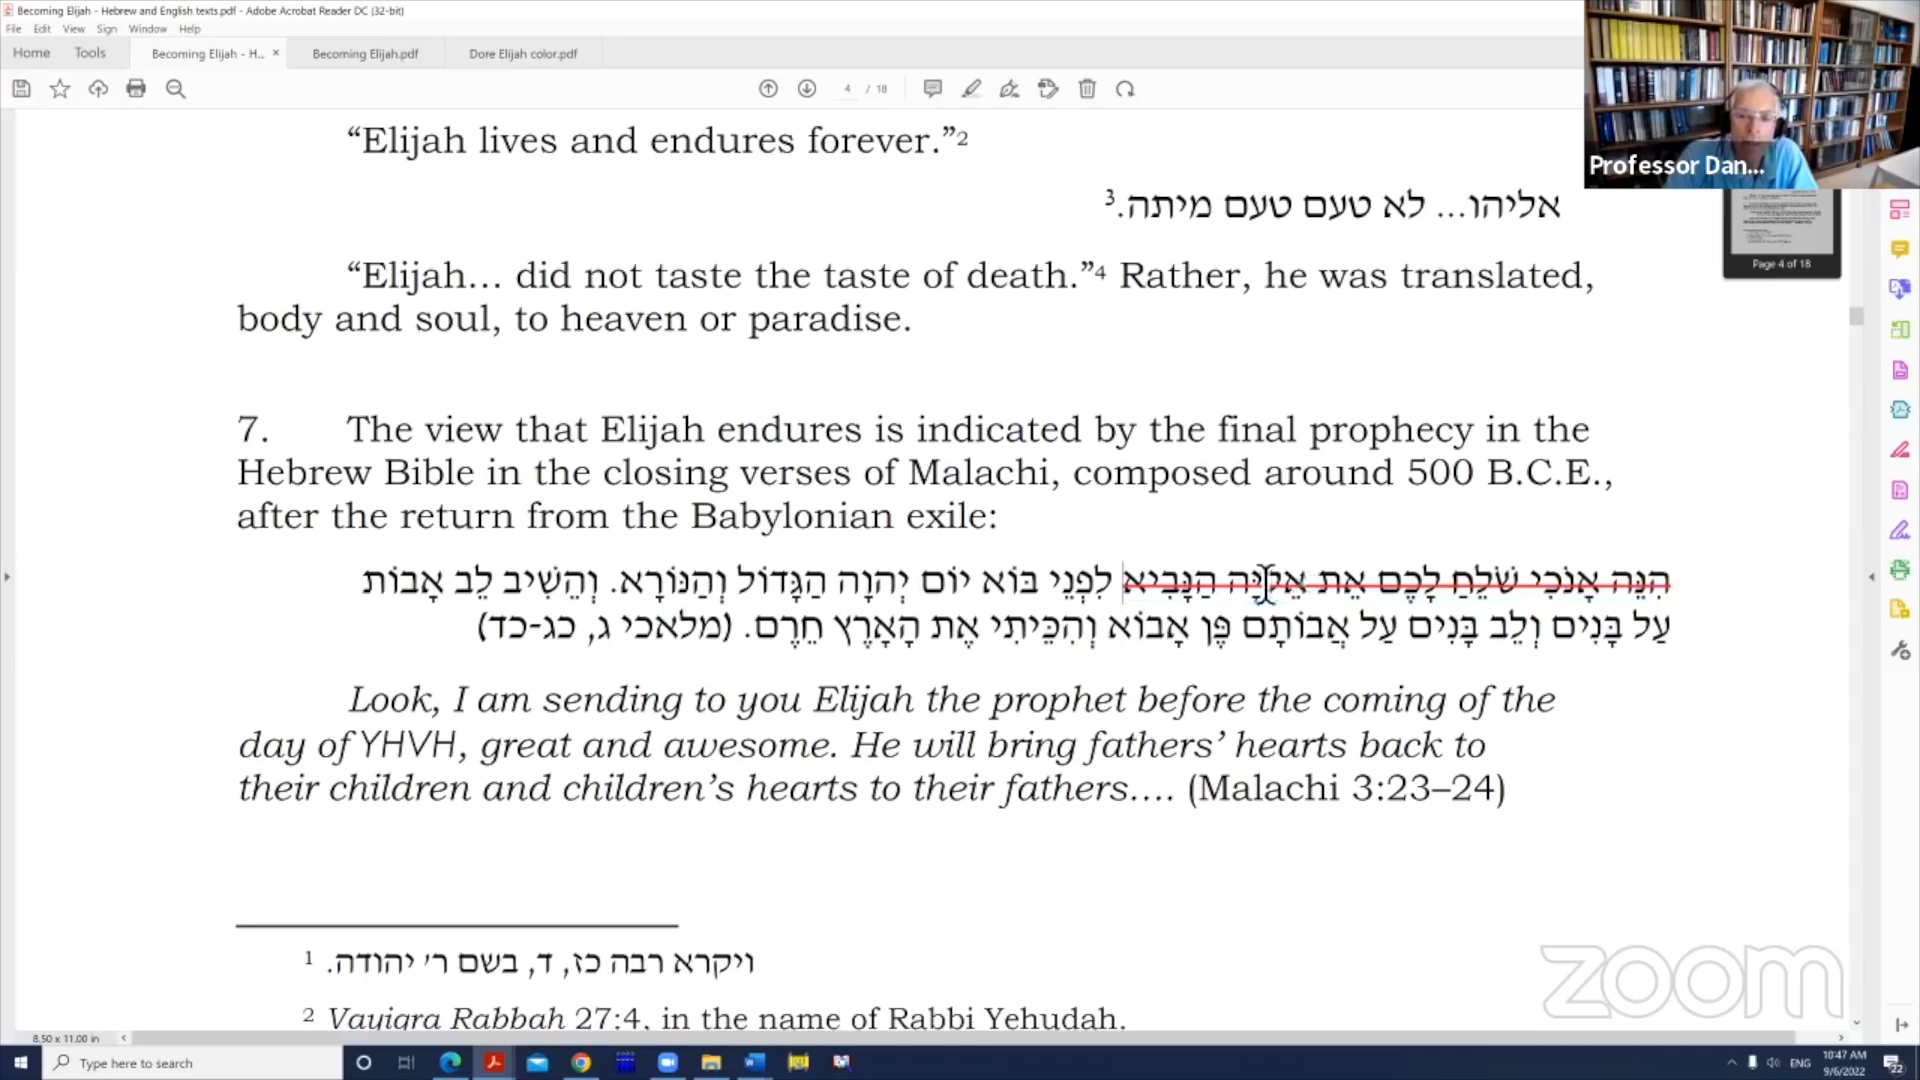 Becoming Elijah - Hebrew and English texts.pdf - Adobe Acrobat Reader DC (32-bit)
File Edit View Sign Window Help
Home Tools Becoming Elijah - H... × Becoming Elijah.pdf Dore Elijah color.pdf
4 / 18
Professor Dan...
“Elijah lives and endures forever.”2
אליהו... לא טעם טעם מיתה.3
Page 4 of 18
“Elijah... did not taste the taste of death.”4 Rather, he was translated,
body and soul, to heaven or paradise.
7. The view that Elijah endures is indicated by the final prophecy in the
Hebrew Bible in the closing verses of Malachi, composed around 500 B.C.E.,
after the return from the Babylonian exile:
הִנֵּה אָנֹכִי שֹׁלֵחַ לָכֶם אֵת אֵלִיָּה הַנָּבִיא לִפְנֵי בּוֹא יוֹם יְהוָה הַגָּדוֹל וְהַנּוֹרָא. וְהֵשִׁיב לֵב אָבוֹת
עַל בָּנִים וְלֵב בָּנִים עַל אֲבוֹתָם פֶּן אָבוֹא וְהִכֵּיתִי אֶת הָאָרֶץ חֵרֶם. (מלאכי ג, כג-כד)
Look, I am sending to you Elijah the prophet before the coming of the
day of YHVH, great and awesome. He will bring fathers’ hearts back to
their children and children’s hearts to their fathers.... (Malachi 3:23–24)
1 ויקרא רבה כז, ד, בשם ר׳ יהודה.
2 Vayiqra Rabbah 27:4, in the name of Rabbi Yehudah.
zoom
8.50 x 11.00 in
Type here to search
ENG
10:47 AM
9/6/2022
22